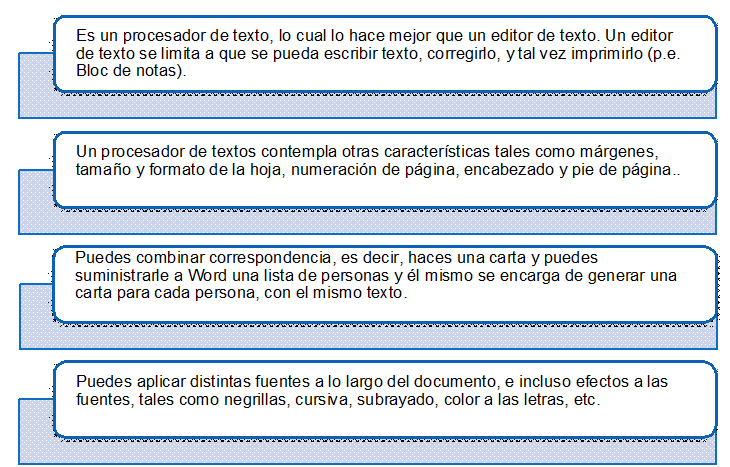 Es un procesador de texto, lo cual lo hace mejor que un editor de texto. Un editor
de texto se limita a que se pueda escribir texto, corregirlo, y tal vez imprimirlo (p.e.
Bloc de notas).
Un procesador de textos contempla otras características tales como márgenes,
tamaño y formato de la hoja, numeración de página, encabezado y pie de página..
Puedes combinar correspondencia, es decir, haces una carta y puedes
suministrarle a Word una lista de personas y él mismo se encarga de generar una
carta para cada persona, con el mismo texto.
Puedes aplicar distintas fuentes a lo largo del documento, e incluso efectos a las
fuentes, tales como negrillas, cursiva, subrayado, color a las letras, etc.